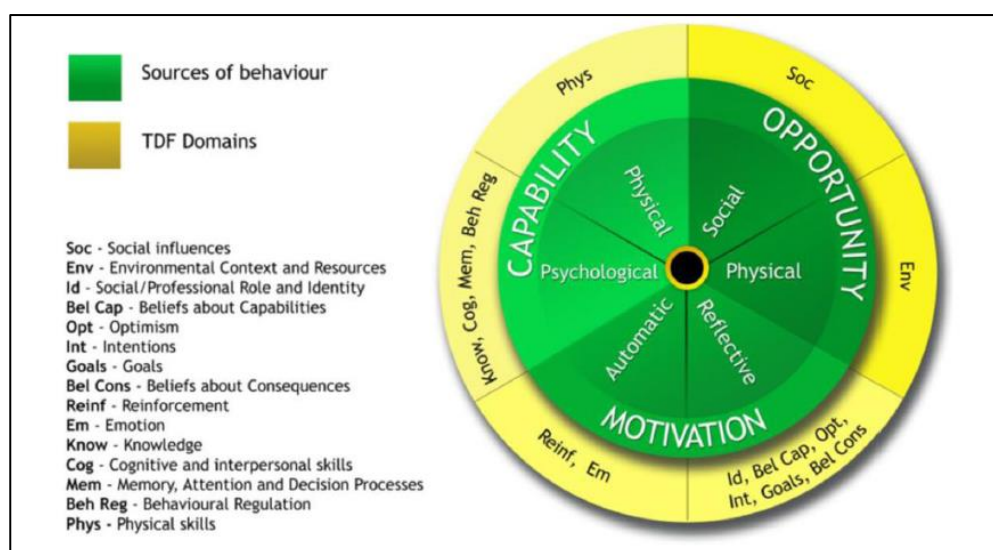 Sources of behaviour
TDF Domains
Soc - Social influences
Env - Environmental Context and Resources
Id - Social/Professional Role and Identity
Bel Cap - Beliefs about Capabilities
Opt - Optimism
Int - Intentions
Goals - Goals
Bel Cons - Beliefs about Consequences
Reinf - Reinforcement
Em - Emotion
Know - Knowledge
Cog - Cognitive and interpersonal skills
Mem - Memory, Attention and Decision Processes
Beh Reg - Behavioural Regulation
Phys - Physical skills
Phys
Soc
Know, Cog, Mem, Beh Reg
Env
Reinf, Em
Id, Bel Cap, Opt,
Int, Goals, Bel Cons
CAPABILITY
OPPORTUNITY
MOTIVATION
Physical
Social
Psychological
Physical
Automatic
Reflective